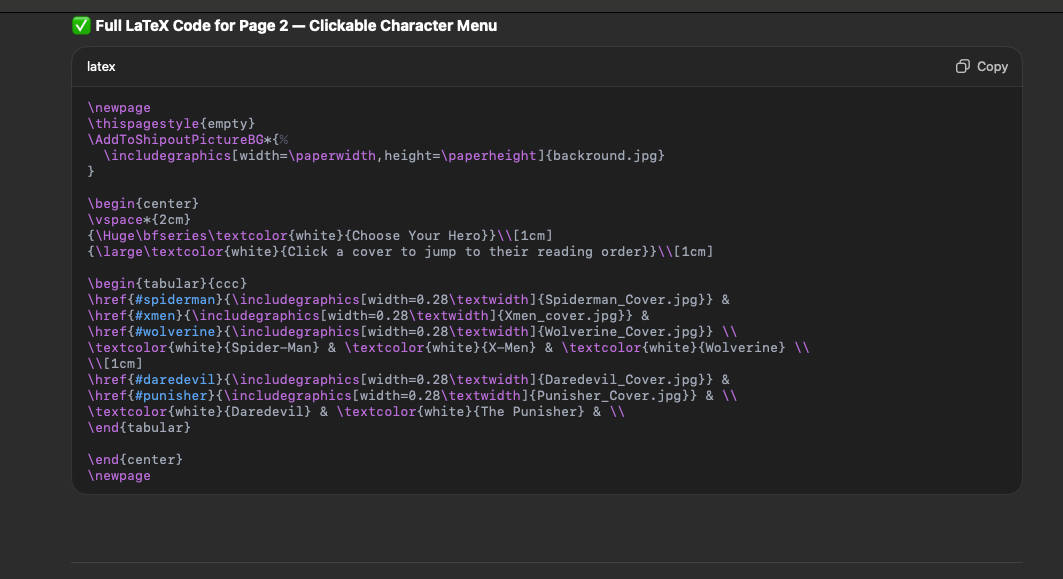 ✅ Full LaTeX Code for Page 2 — Clickable Character Menu
latex
Copy
\newpage
\thispagestyle{empty}
\AddToShipoutPictureBG*{%
  \includegraphics[width=\paperwidth,height=\paperheight]{backround.jpg}
}

\begin{center}
\vspace*{2cm}
{\Huge\bfseries\textcolor{white}{Choose Your Hero}}\\[1cm]
{\large\textcolor{white}{Click a cover to jump to their reading order}}\\[1cm]

\begin{tabular}{ccc}
\href{#spiderman}{\includegraphics[width=0.28\textwidth]{Spiderman_Cover.jpg}} &
\href{#xmen}{\includegraphics[width=0.28\textwidth]{Xmen_cover.jpg}} &
\href{#wolverine}{\includegraphics[width=0.28\textwidth]{Wolverine_Cover.jpg}} \\
\textcolor{white}{Spider-Man} & \textcolor{white}{X-Men} & \textcolor{white}{Wolverine} \\
\\[1cm]
\href{#daredevil}{\includegraphics[width=0.28\textwidth]{Daredevil_Cover.jpg}} &
\href{#punisher}{\includegraphics[width=0.28\textwidth]{Punisher_Cover.jpg}} & \\
\textcolor{white}{Daredevil} & \textcolor{white}{The Punisher} & \\
\end{tabular}

\end{center}
\newpage